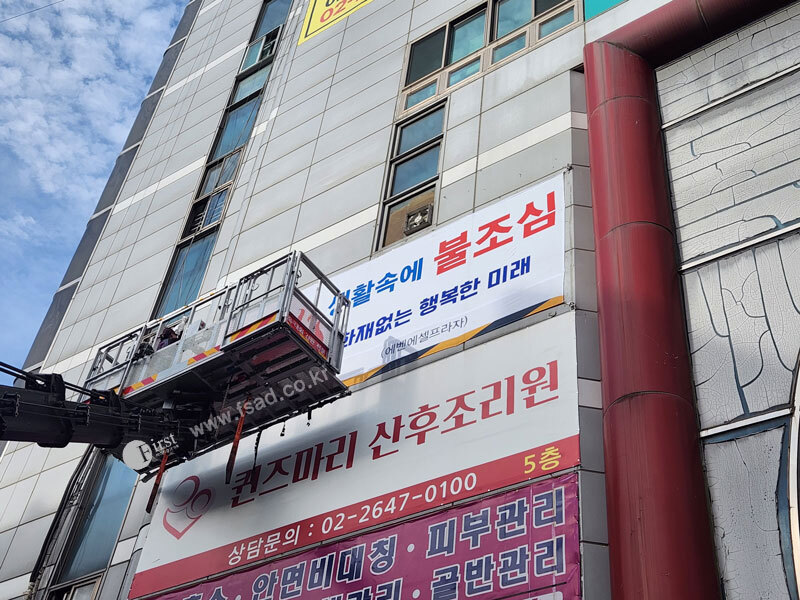 02-
생활속에 불조심
화재없는 행복한 미래
(에벤에셀프라자)
퀸즈마리 산후조리원
5층
상담문의 : 02-2647-0100
안면비대칭 · 피부관리
관리 · 골반관리
First
www.fsad.co.kr